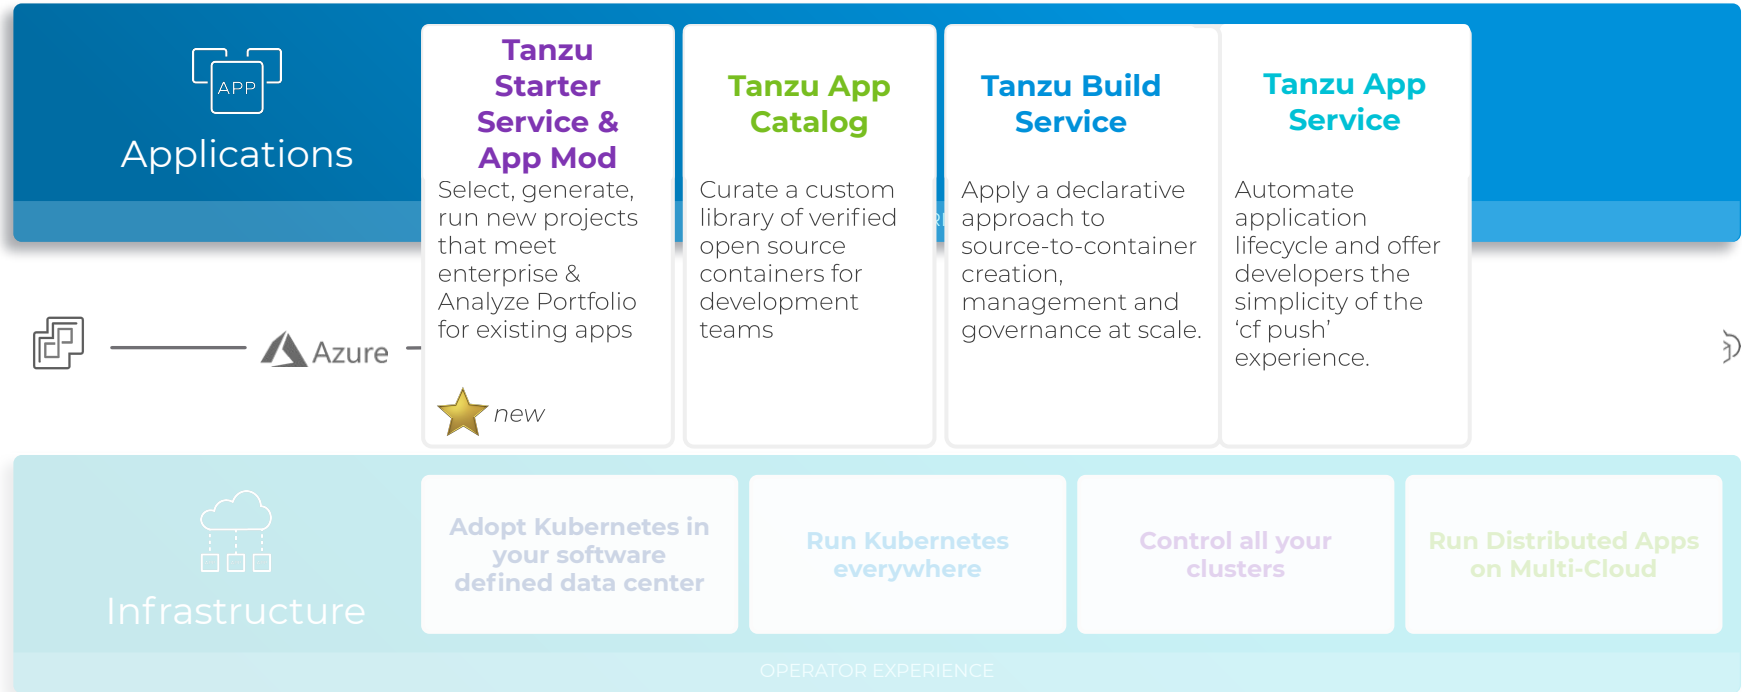 APP
Applications
Tanzu
Starter
Service &
App Mod
Select, generate,
run new projects
that meet
enterprise &
Analyze Portfolio
for existing apps
new
Tanzu App
Catalog
Curate a custom
library of verified
open source
containers for
development
teams
Tanzu Build
Service
Apply a declarative
approach to
source-to-container
creation,
management and
governance at scale.
Tanzu App
Service
Automate
application
lifecycle and offer
developers the
simplicity of the
‘cf push’
experience.
Azure
Infrastructure
Adopt Kubernetes in
your software
defined data center
Run Kubernetes
everywhere
Control all your
clusters
Run Distributed Apps
on Multi-Cloud
OPERATOR EXPERIENCE